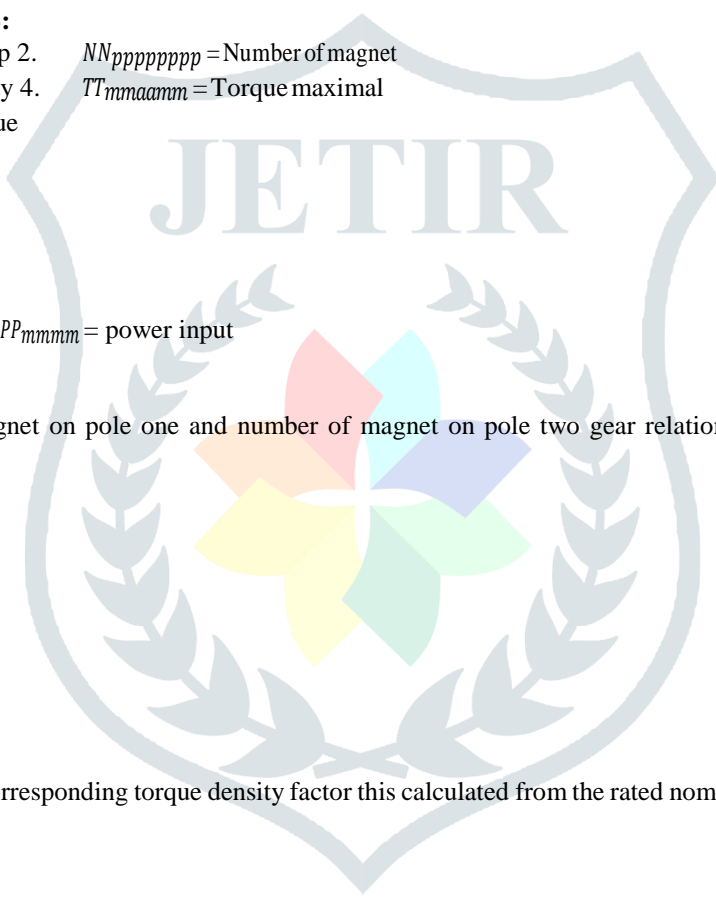 :
p 2. NNpppppppp = Number of magnet
y 4. TTmmaamm = Torque maximal
ue
JETIR
PPmmmm = power input
gnet on pole one and number of magnet on pole two gear relation
rresponding torque density factor this calculated from the rated nom